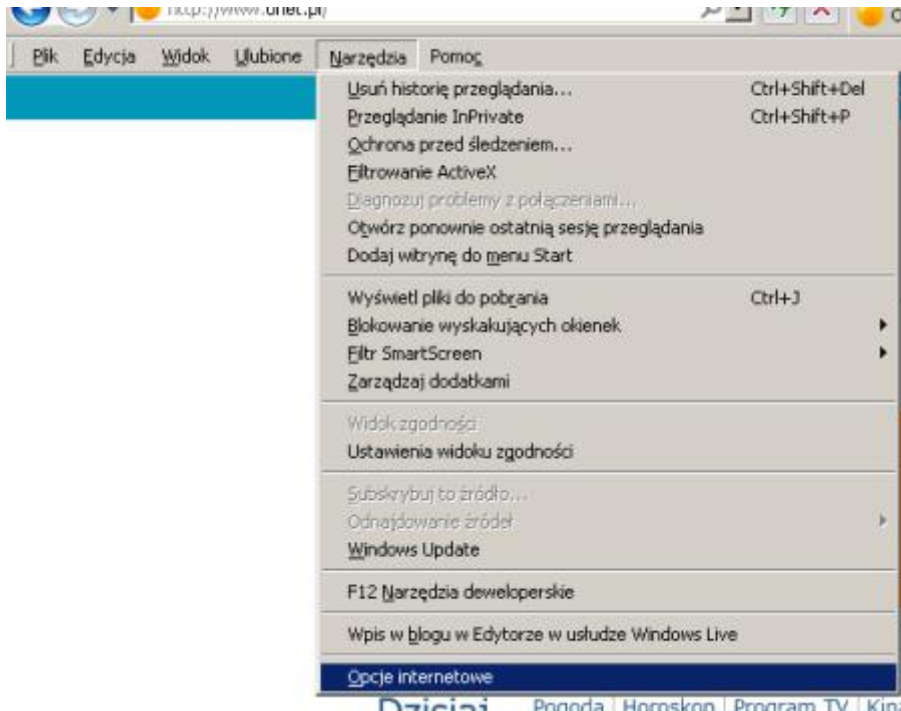 http://www.onet.pl/
Plik Edycja Widok Ulubione Narzędzia Pomoc
Usuń historię przeglądania... Ctrl+Shift+Del
Przeglądanie InPrivate Ctrl+Shift+P
Ochrona przed śledzeniem...
Filtrowanie ActiveX
Diagnozuj problemy z połączeniami...
Otwórz ponownie ostatnią sesję przeglądania
Dodaj witrynę do menu Start
Wyświetl pliki do pobrania Ctrl+J
Blokowanie wyskakujących okienek
Filtr SmartScreen
Zarządzaj dodatkami
Widok zgodności
Ustawienia widoku zgodności
Subskrybuj to źródło...
Odnajdowanie źródeł
Windows Update
F12 Narzędzia deweloperskie
Wpis w blogu w Edytorze w usłudze Windows Live
Opcje internetowe
Dzisiaj Pogoda Horoskop Program TV